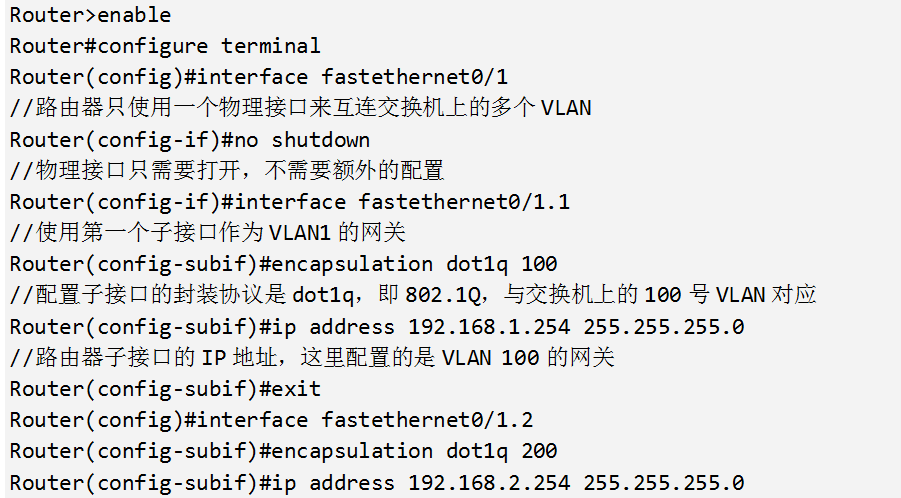 Router>enable
Router#configure terminal
Router(config)#interface fastethernet0/1
//路由器只使用一个物理接口来互连交换机上的多个 VLAN
Router(config-if)#no shutdown
//物理接口只需要打开，不需要额外的配置
Router(config-if)#interface fastethernet0/1.1
//使用第一个子接口作为 VLAN1 的网关
Router(config-subif)#encapsulation dot1q 100
//配置子接口的封装协议是 dot1q，即 802.1Q，与交换机上的 100 号 VLAN 对应
Router(config-subif)#ip address 192.168.1.254 255.255.255.0
//路由器子接口的 IP 地址，这里配置的是 VLAN 100 的网关
Router(config-subif)#exit
Router(config)#interface fastethernet0/1.2
Router(config-subif)#encapsulation dot1q 200
Router(config-subif)#ip address 192.168.2.254 255.255.255.0